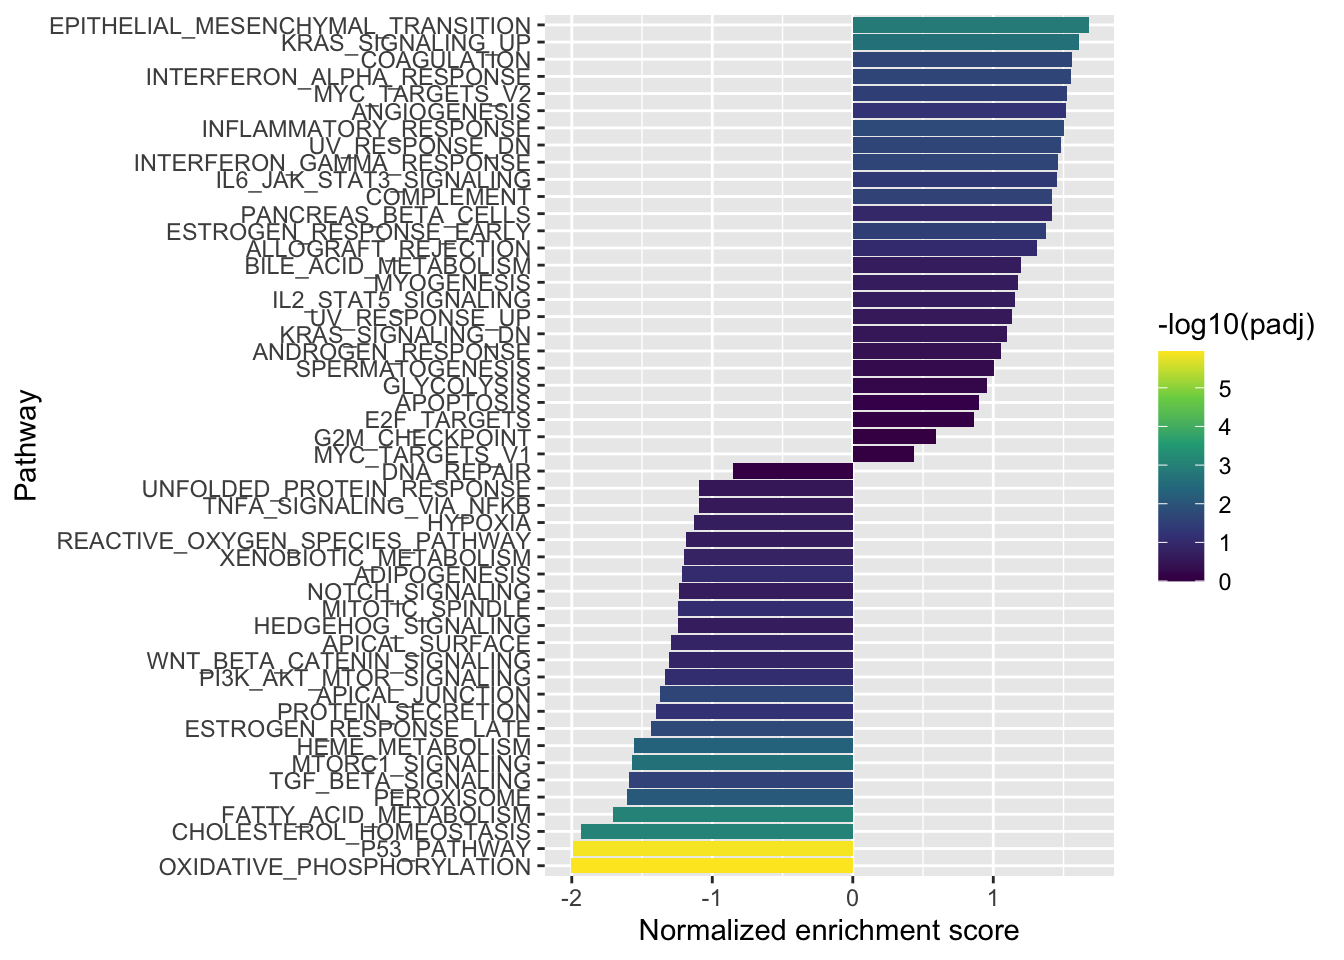 EPITHELIAL_MESENCHYMAL_TRANSITION
KRAS_SIGNALING_UP
COAGULATION
INTERFERON_ALPHA_RESPONSE
MYC_TARGETS_V2
ANGIOGENESIS
INFLAMMATORY_RESPONSE
UV_RESPONSE_DN
INTERFERON_GAMMA_RESPONSE
IL6_JAK_STAT3_SIGNALING
COMPLEMENT
PANCREAS_BETA_CELLS
ESTROGEN_RESPONSE_EARLY
ALLOGRAFT_REJECTION
BILE_ACID_METABOLISM
MYOGENESIS
IL2_STAT5_SIGNALING
UV_RESPONSE_UP
KRAS_SIGNALING_DN
ANDROGEN_RESPONSE
SPERMATOGENESIS
GLYCOLYSIS
APOPTOSIS
E2F_TARGETS
G2M_CHECKPOINT
MYC_TARGETS_V1
DNA_REPAIR
UNFOLDED_PROTEIN_RESPONSE
TNFA_SIGNALING_VIA_NFKB
HYPOXIA
REACTIVE_OXYGEN_SPECIES_PATHWAY
XENOBIOTIC_METABOLISM
ADIPOGENESIS
NOTCH_SIGNALING
MITOTIC_SPINDLE
HEDGEHOG_SIGNALING
APICAL_SURFACE
WNT_BETA_CATENIN_SIGNALING
PI3K_AKT_MTOR_SIGNALING
APICAL_JUNCTION
PROTEIN_SECRETION
ESTROGEN_RESPONSE_LATE
HEME_METABOLISM
MTORC1_SIGNALING
TGF_BETA_SIGNALING
PEROXISOME
FATTY_ACID_METABOLISM
CHOLESTEROL_HOMEOSTASIS
P53_PATHWAY
OXIDATIVE_PHOSPHORYLATION
Pathway
-2 -1 0 1
Normalized enrichment score
-log10(padj)
5
4
3
2
1
0